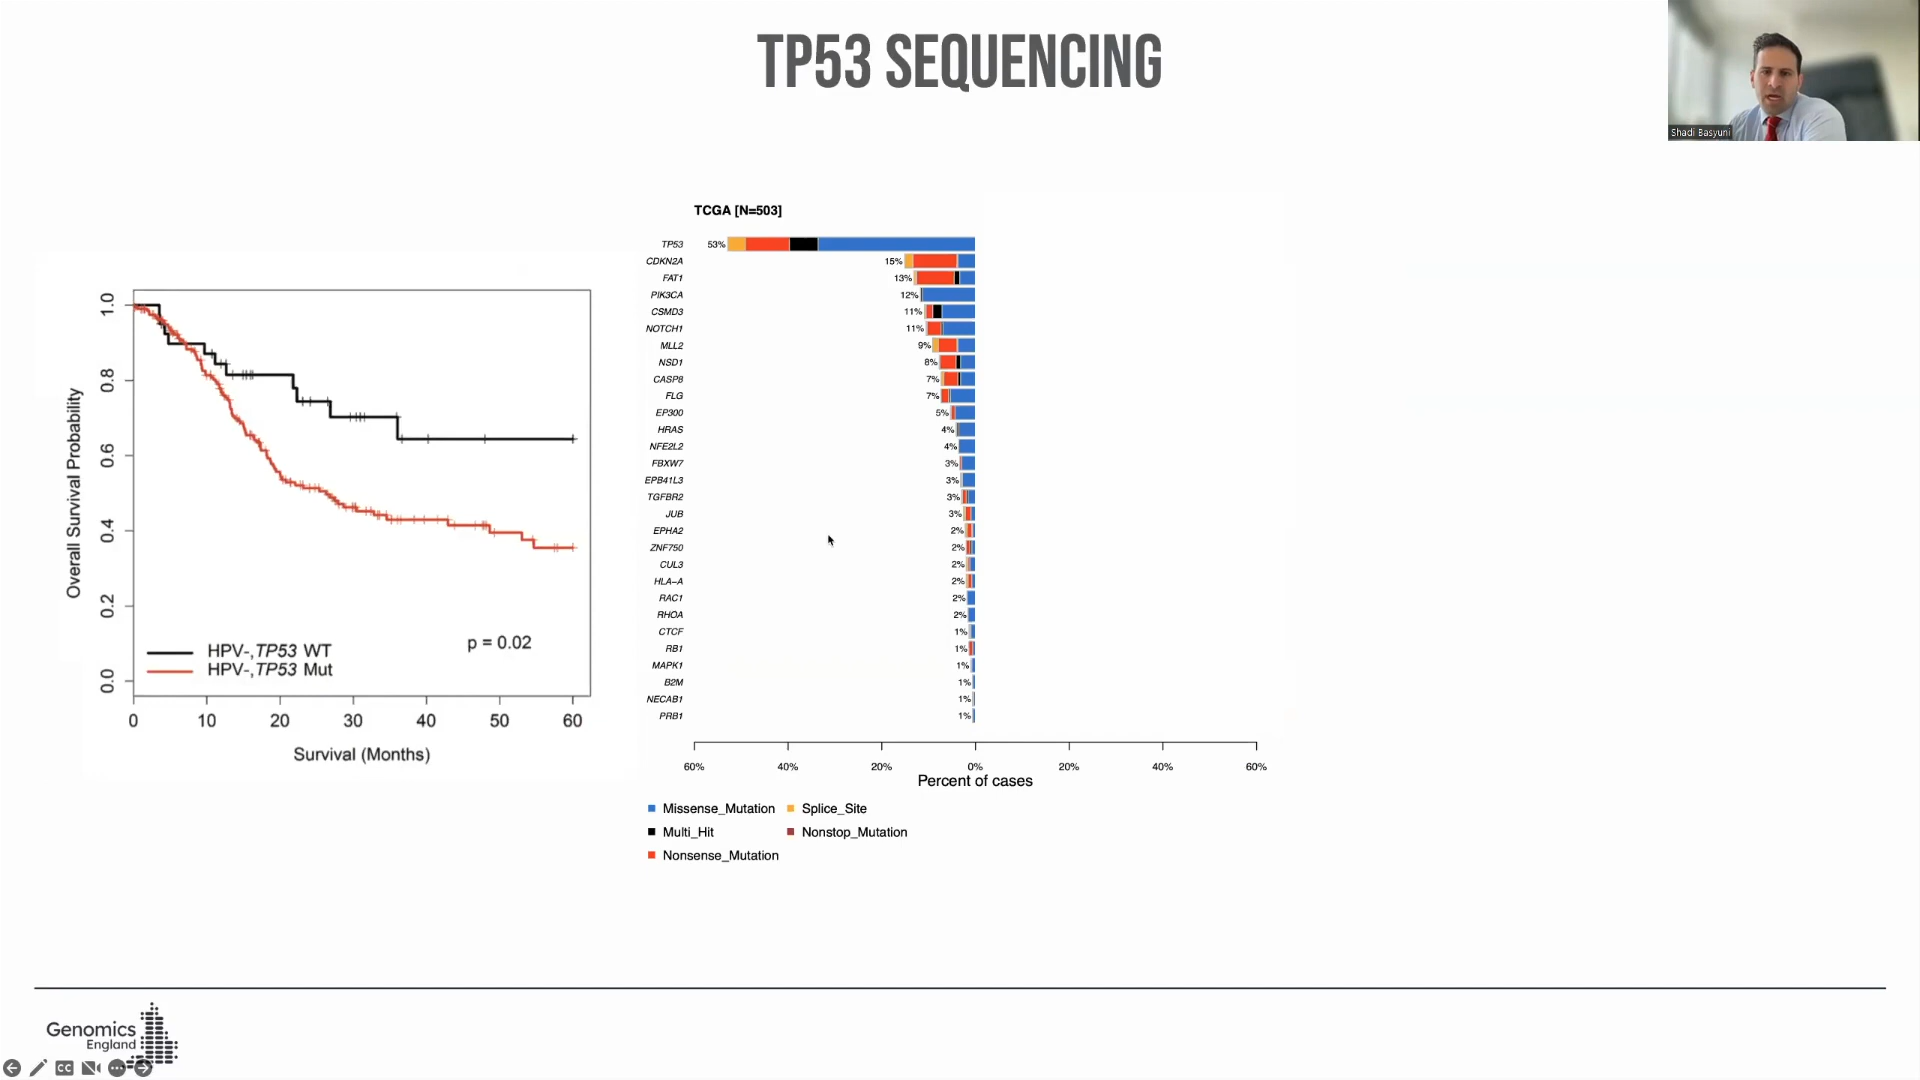 TP53 SEQUENCING
Shadi Basyuni
Overall Survival Probability
1.0
0.8
0.6
0.4
0.2
0.0
HPV-,TP53 WT
HPV-,TP53 Mut
p = 0.02
0 10 20 30 40 50 60
Survival (Months)
TCGA [N=503]
TP53 53%
CDKN2A 15%
FAT1 13%
PIK3CA 12%
CSMD3 11%
NOTCH1 11%
MLL2 9%
NSD1 8%
CASP8 7%
FLG 7%
EP300 5%
HRAS 4%
NFE2L2 4%
FBXW7 3%
EPB41L3 3%
TGFBR2 3%
JUB 3%
EPHA2 2%
ZNF750 2%
CUL3 2%
HLA-A 2%
RAC1 2%
RHOA 2%
CTCF 1%
RB1 1%
MAPK1 1%
B2M 1%
NECAB1 1%
PRB1 1%
60% 40% 20% 0% 20% 40% 60%
Percent of cases
Missense_Mutation Splice_Site
Multi_Hit Nonstop_Mutation
Nonsense_Mutation
Genomics
England
CC